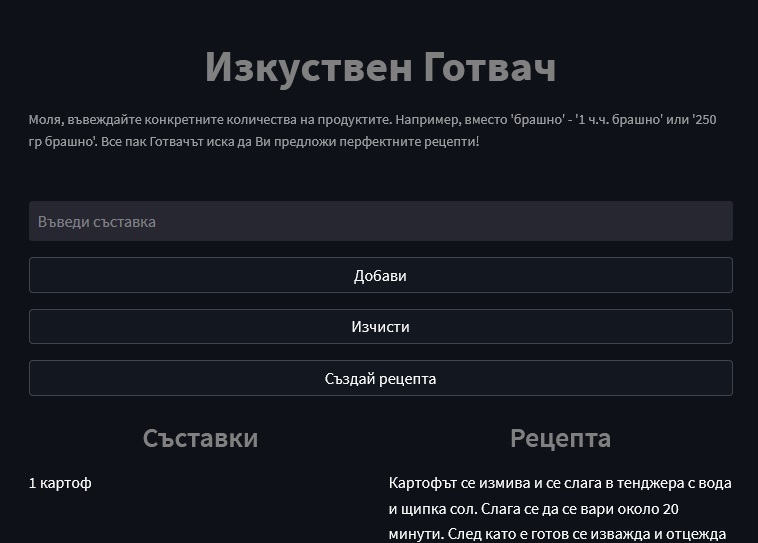 Изкуствен Готвач
Моля, въвеждайте конкретните количества на продуктите. Например, вместо 'брашно' - '1 ч.ч. брашно' или '250
гр брашно'. Все пак Готвачът иска да Ви предложи перфектните рецепти!
Въведи съставка
Добави
Изчисти
Създай рецепта
Съставки
Рецепта
1 картоф
Картофът се измива и се слага в тенджера с вода
и щипка сол. Слага се да се вари около 20
минути. След като е готов се изважда и отцежда